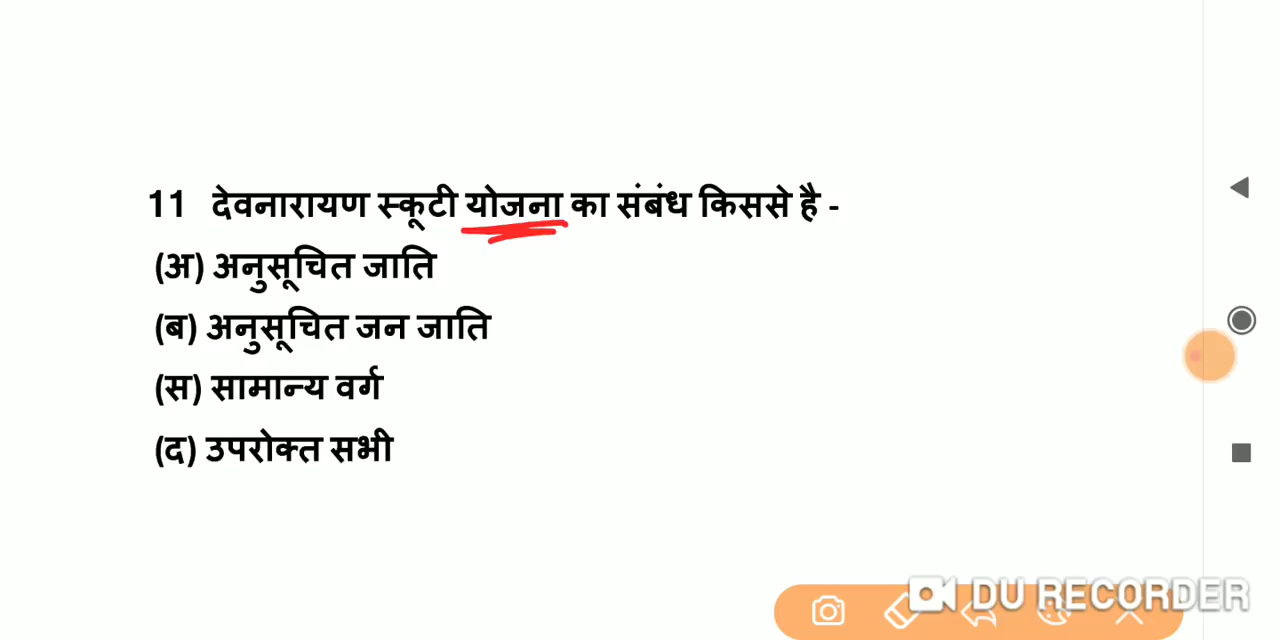 11 देवनारायण स्कूटी योजना का संबंध किससे है -
(अ) अनुसूचित जाति
(ब) अनुसूचित जन जाति
(स) सामान्य वर्ग
(द) उपरोक्त सभी
DU RECORDER